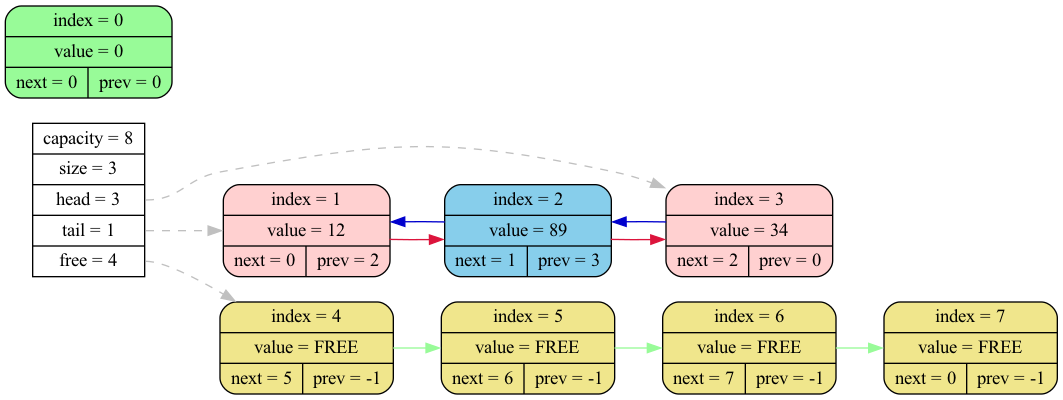 index = 0
value = 0
next = 0 prev = 0
capacity = 8
size = 3
head = 3
tail = 1
free = 4
index = 1
value = 12
next = 0 prev = 2
index = 2
value = 89
next = 1 prev = 3
index = 3
value = 34
next = 2 prev = 0
index = 4
value = FREE
next = 5 prev = -1
index = 5
value = FREE
next = 6 prev = -1
index = 6
value = FREE
next = 7 prev = -1
index = 7
value = FREE
next = 0 prev = -1